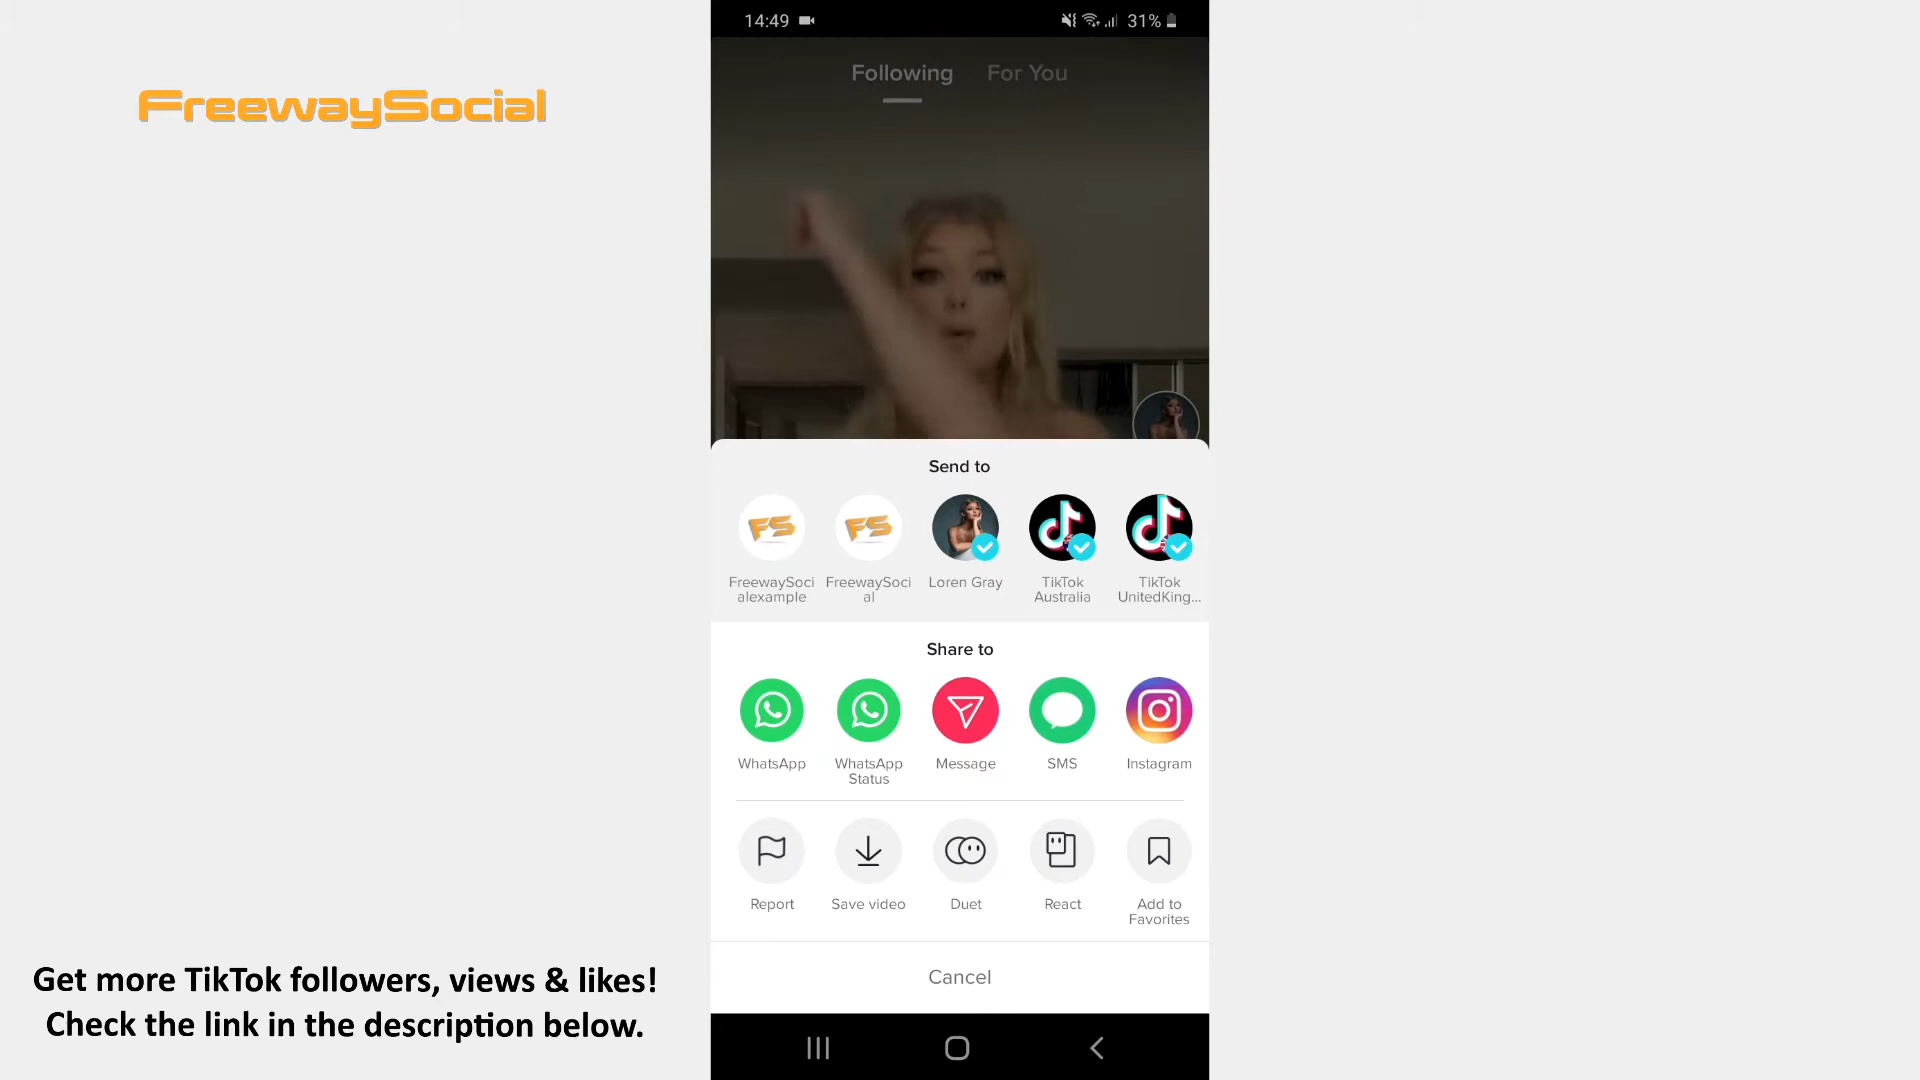 14:49
31%
Following For You
FreewaySocial
Send to
FS
FS
FreewaySoci
alexample
FreewaySoci
al
Loren Gray
TikTok
Australia
TikTok
UnitedKing...
Share to
WhatsApp
WhatsApp
Status
Message
SMS
Instagram
Report
Save video
Duet
React
Add to
Favorites
Cancel
Get more TikTok followers, views & likes!
Check the link in the description below.